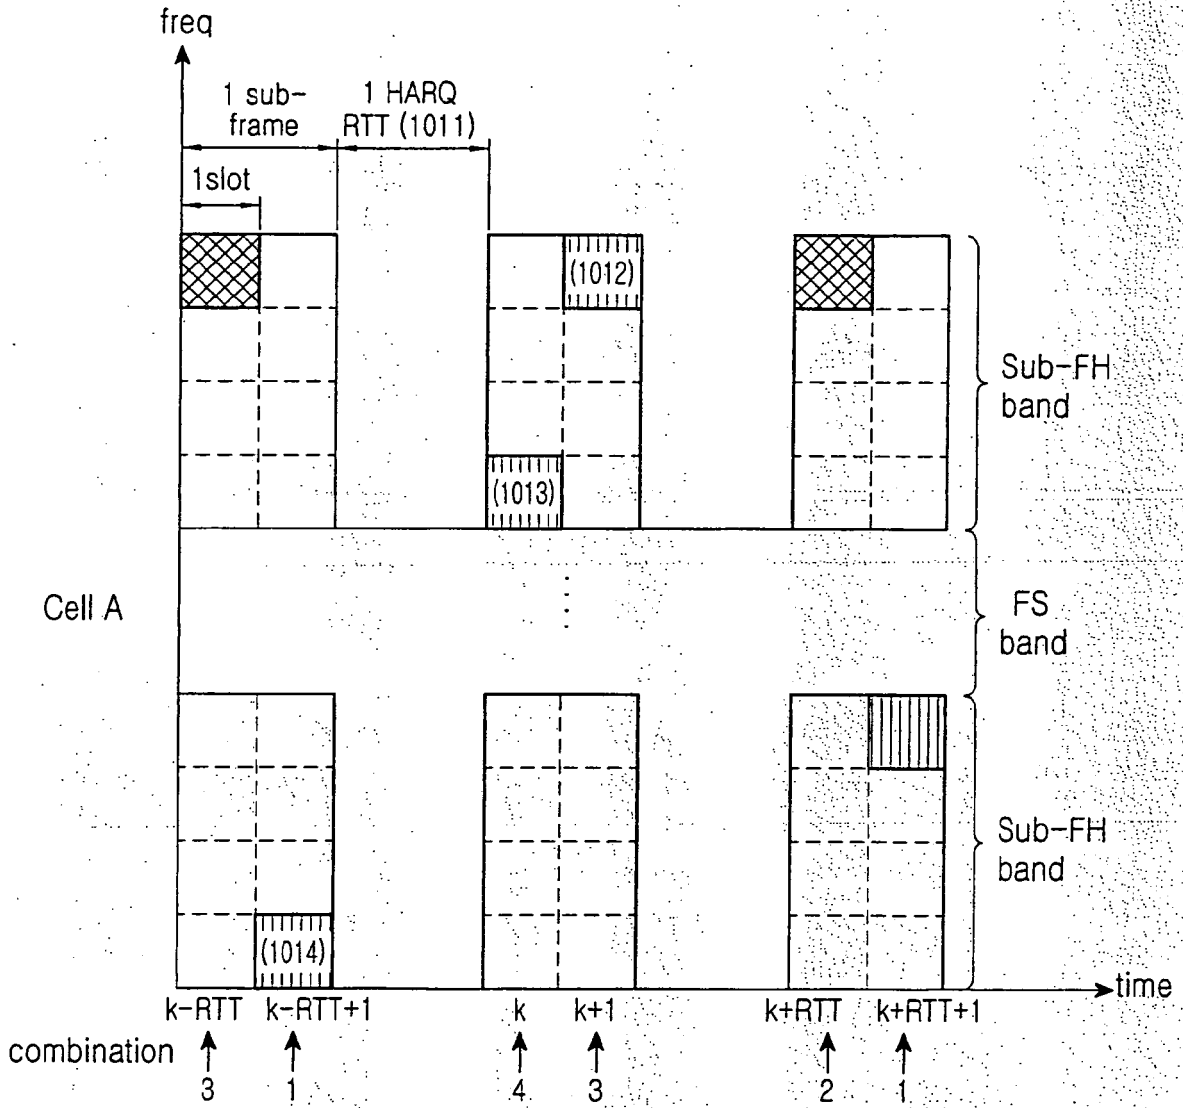 freq
1 sub-
frame
1 HARQ
RTT (1011)
1slot
(1012)
(1013)
Sub-FH
band
Cell A
FS
band
(1014)
Sub-FH
band
time
k-RTT
k-RTT+1
k
k+1
k+RTT
k+RTT+1
combination
3
1
4
3
2
1